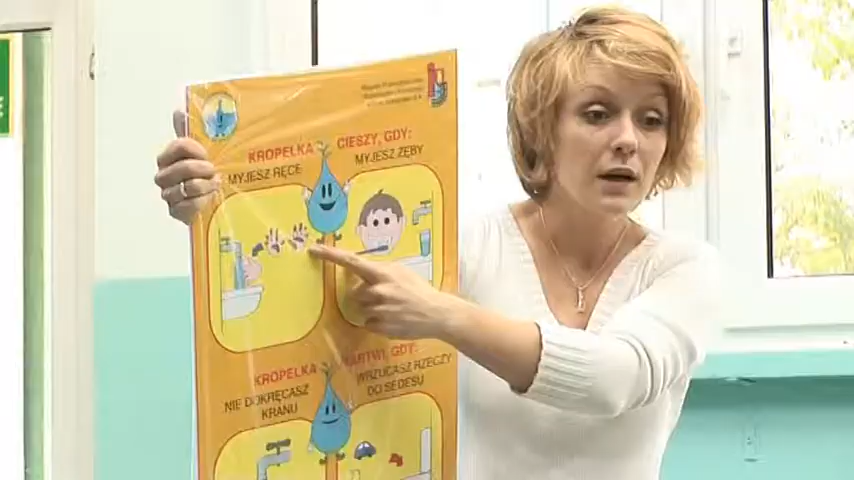 KROPELKA CIESZY, GDY:
MYJESZ RĘCE
MYJESZ ZĘBY
KROPELKA MARTWI, GDY:
NIE DOKRĘCASZ
KRANU
WRZUCASZ RZECZY
DO SEDESU